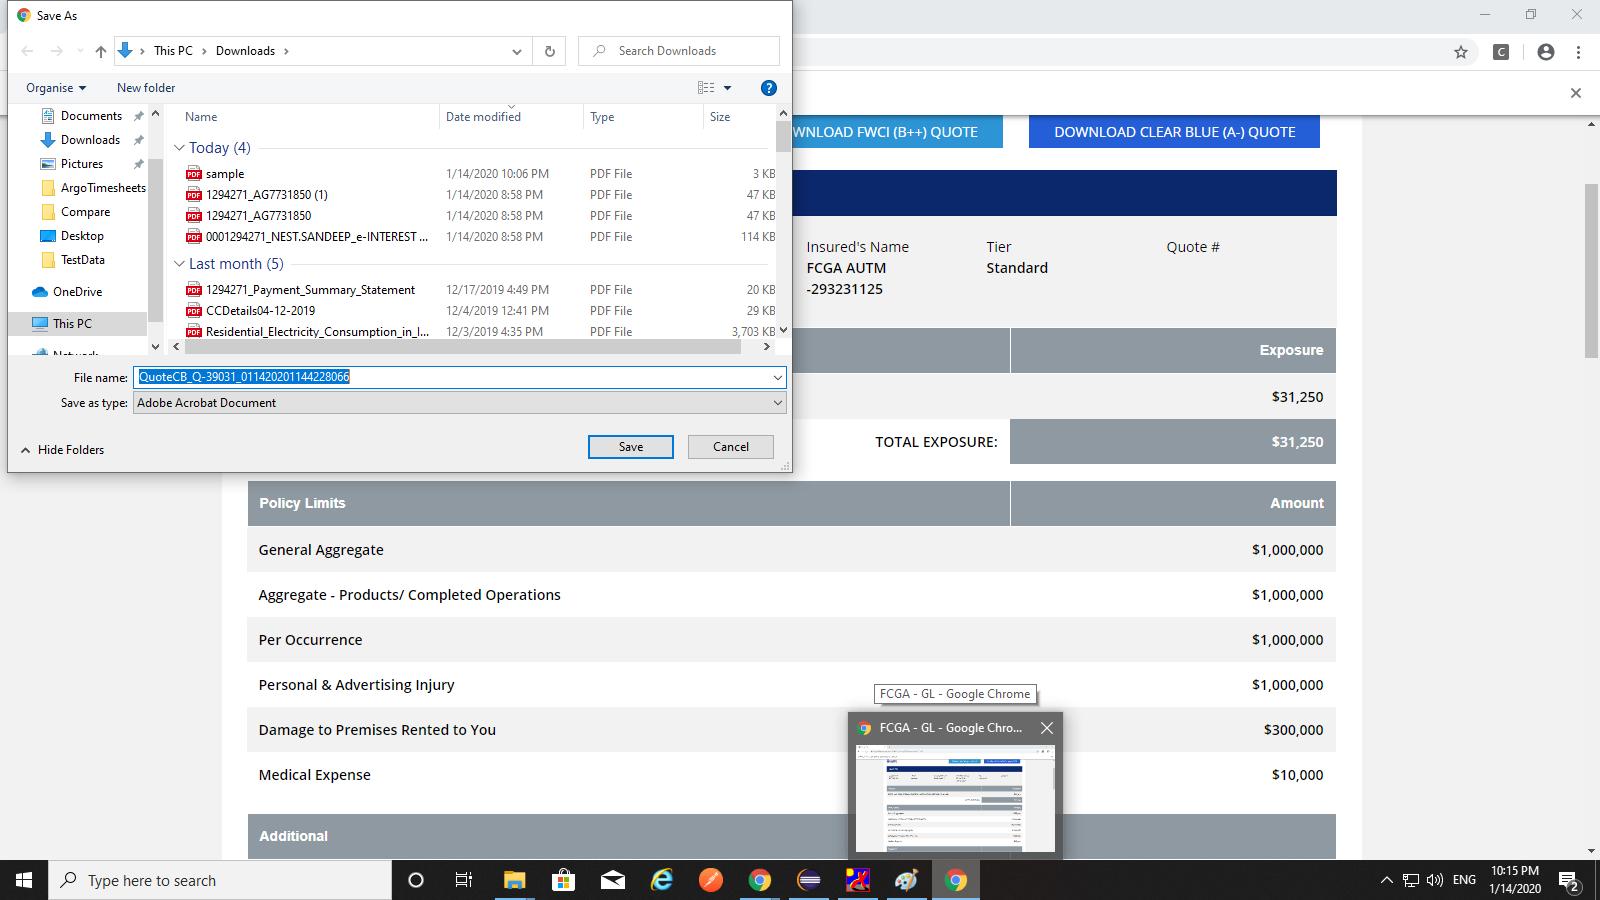 Save As
This PC
Downloads
Search Downloads
Organise
New folder
Documents
Downloads
Pictures
ArgoTimesheets
Compare
Desktop
TestData
OneDrive
This PC
Network
Name Date modified Type Size
Today (4)
sample 1/14/2020 10:06 PM PDF File 3 KB
1294271_AG7731850 (1) 1/14/2020 8:58 PM PDF File 47 KB
1294271_AG7731850 1/14/2020 8:58 PM PDF File 47 KB
0001294271_NEST.SANDEEP_e-INTEREST ... 1/14/2020 8:58 PM PDF File 114 KB
Last month (5)
1294271_Payment_Summary_Statement 12/17/2019 4:49 PM PDF File 20 KB
CCDetails04-12-2019 12/4/2019 12:41 PM PDF File 29 KB
Residential_Electricity_Consumption_in_I... 12/3/2019 4:35 PM PDF File 3,703 KB
File name: QuoteCB_Q-39031_011420201144228066
Save as type: Adobe Acrobat Document
Hide Folders
Save
Cancel
WNLOAD FWCI (B++) QUOTE
DOWNLOAD CLEAR BLUE (A-) QUOTE
Insured's Name Tier Quote #
FCGA AUTM Standard
-293231125
Exposure
$31,250
TOTAL EXPOSURE: $31,250
Policy Limits Amount
General Aggregate $1,000,000
Aggregate - Products/ Completed Operations $1,000,000
Per Occurrence $1,000,000
Personal & Advertising Injury $1,000,000
Damage to Premises Rented to You $300,000
Medical Expense $10,000
Additional
FCGA - GL - Google Chrome
FCGA - GL - Google Chro...
Type here to search
ENG
10:15 PM
1/14/2020
2